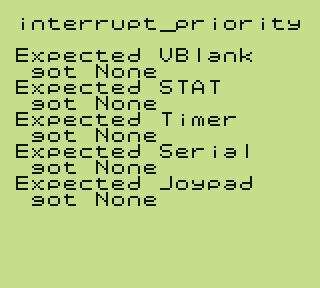 interrupt_priority
Expected VBlank
got None
Expected STAT
got None
Expected Timer
got None
Expected Serial
got None
Expected Joypad
got None